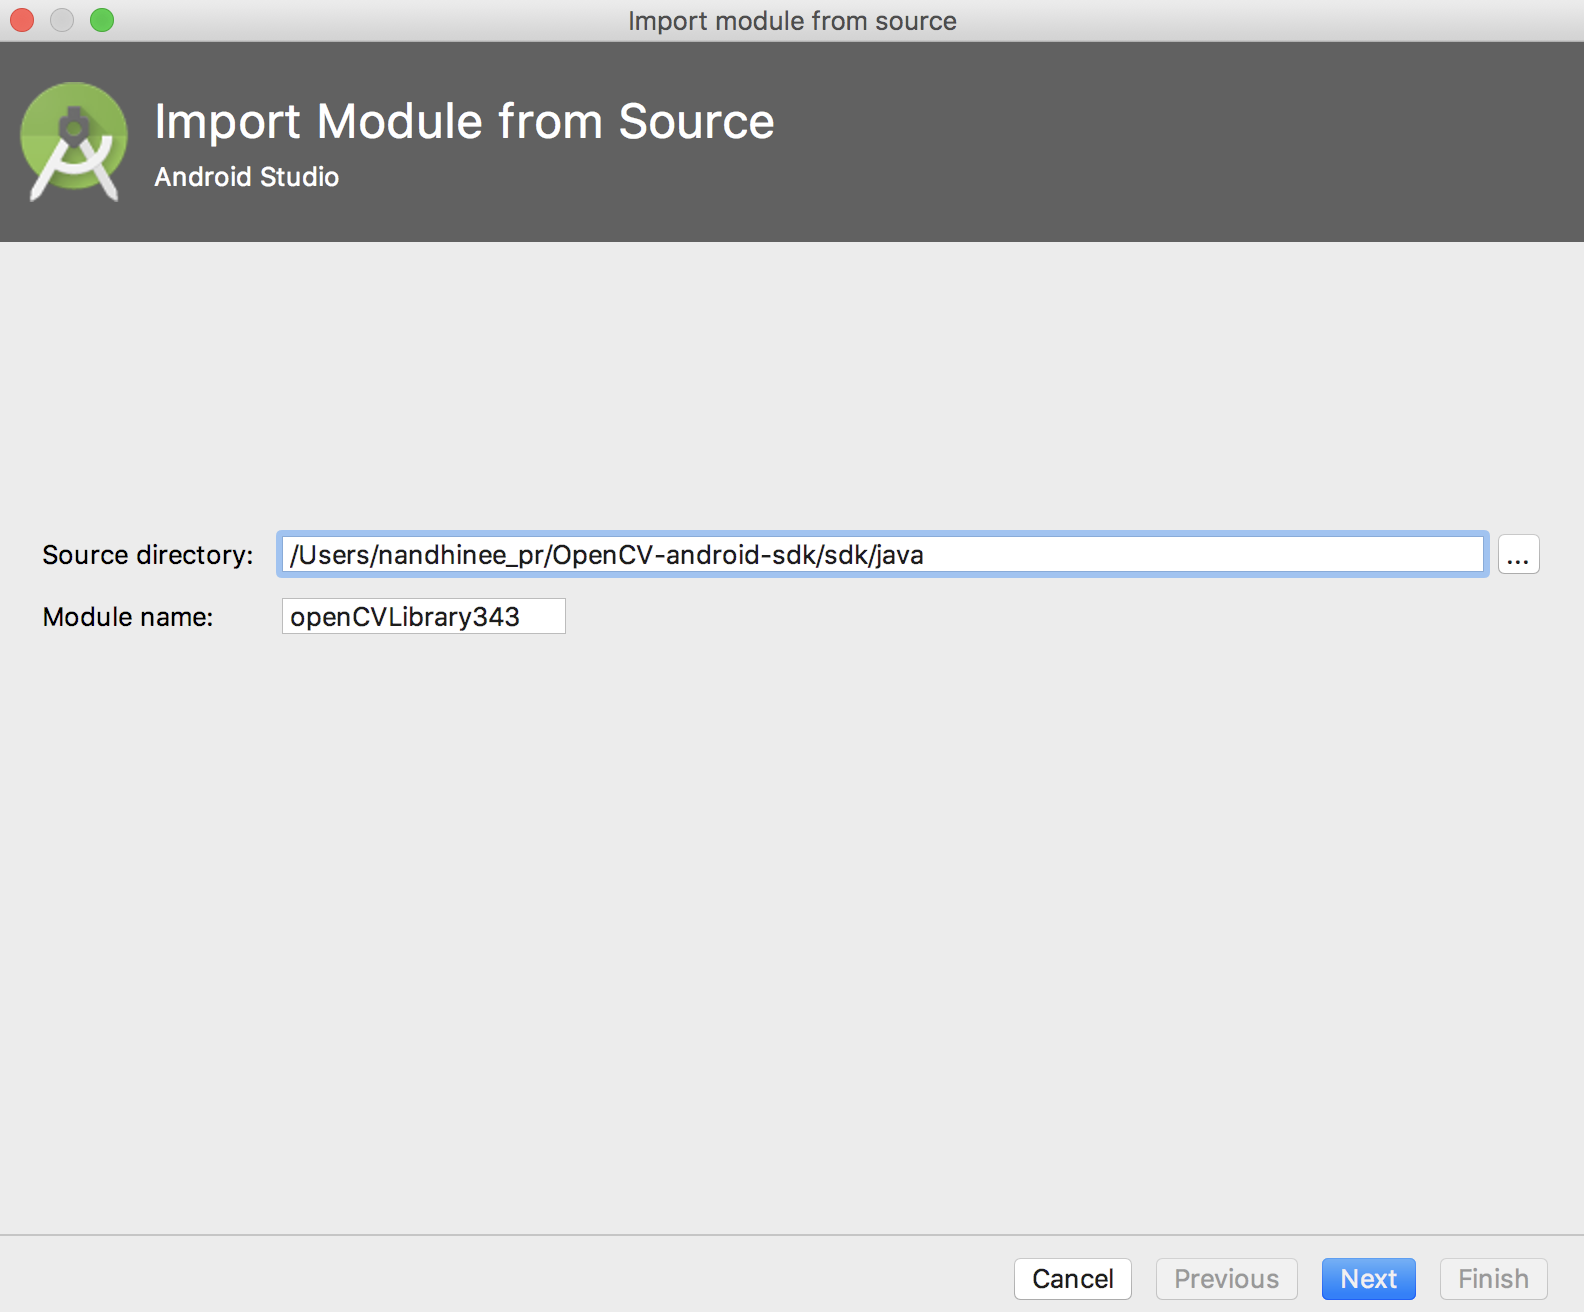 Import module from source
Import Module from Source
Android Studio
Source directory: /Users/nandhinee_pr/OpenCV-android-sdk/sdk/java ...
Module name: openCVLibrary343
Cancel Previous Next Finish